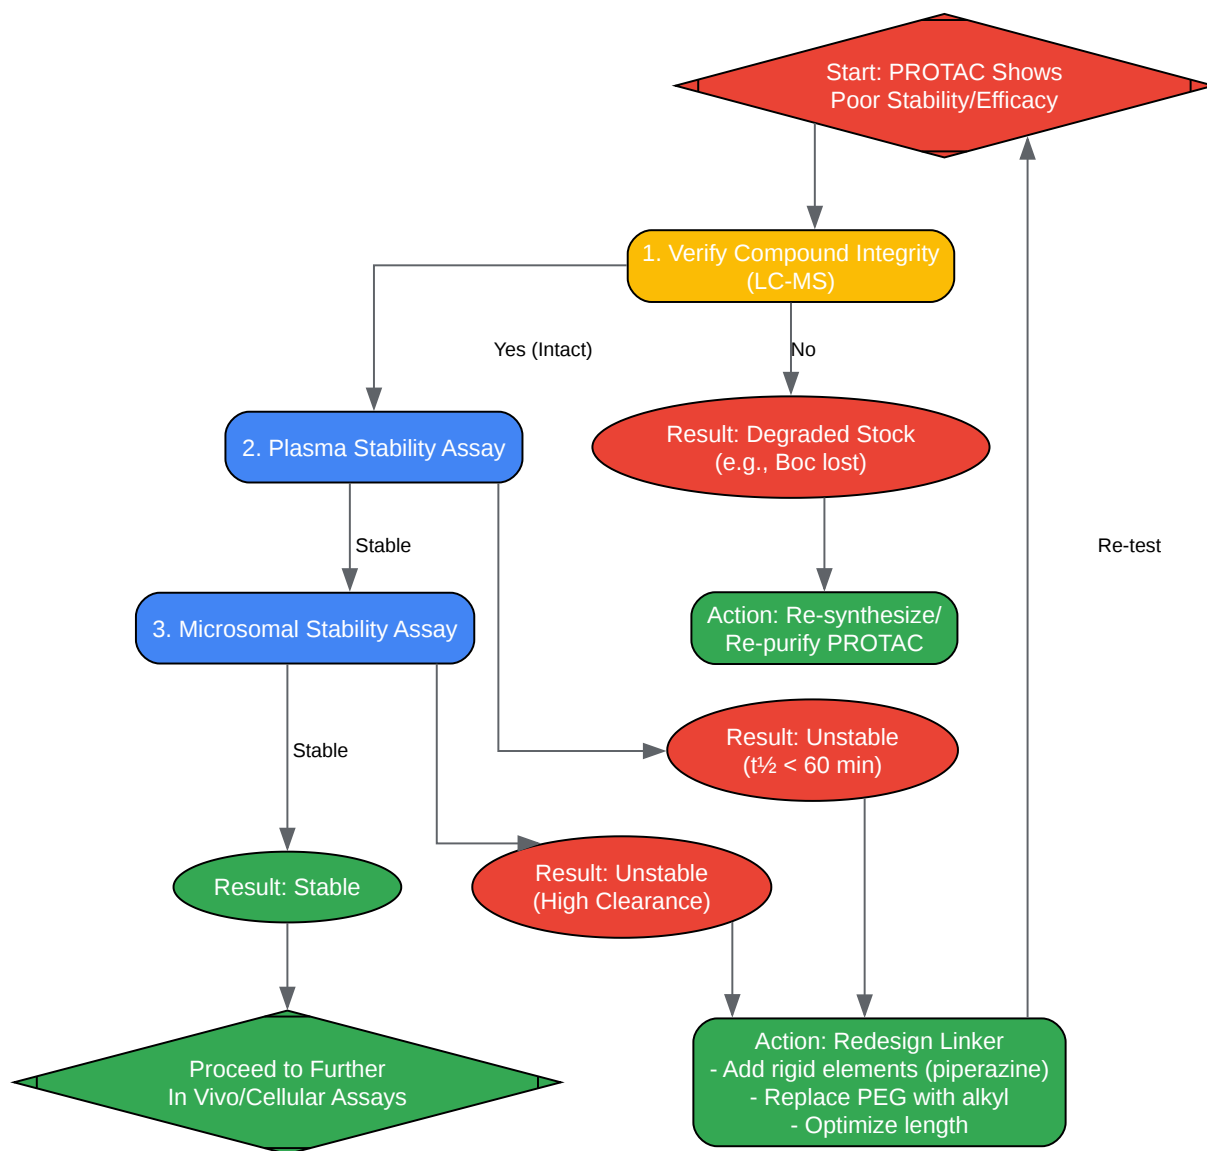 Start: PROTAC Shows
Poor Stability/Efficacy
1. Verify Compound Integrity
(LC-MS)
Yes (Intact)
No
2. Plasma Stability Assay
Result: Degraded Stock
(e.g., Boc lost)
Stable
Re-test
3. Microsomal Stability Assay
Action: Re-synthesize/
Re-purify PROTAC
Stable
Result: Unstable
(t½ < 60 min)
Result: Stable
Result: Unstable
(High Clearance)
Proceed to Further
In Vivo/Cellular Assays
Action: Redesign Linker
- Add rigid elements (piperazine)
- Replace PEG with alkyl
- Optimize length